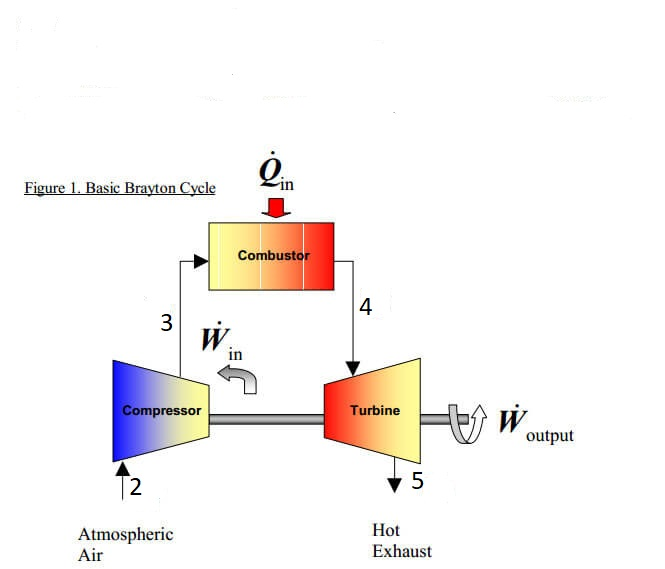 Figure 1. Basic Brayton Cycle
Q̇in
Combustor
3
4
Ẇin
Compressor
Turbine
Ẇoutput
2
5
Atmospheric
Air
Hot
Exhaust